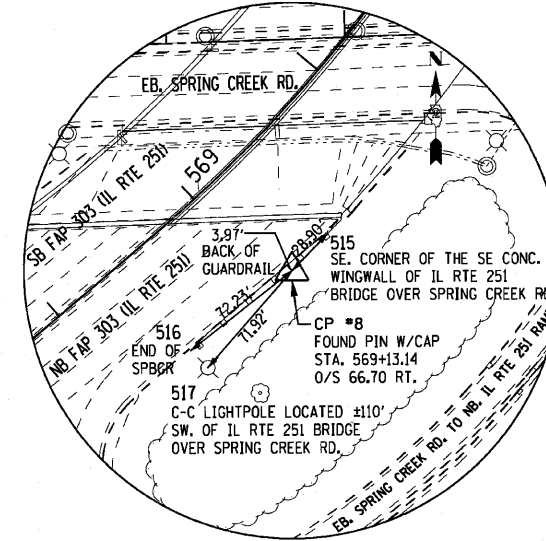 N
EB. SPRING CREEK RD.
SB FAP 303 (IL RTE 251)
569
NB FAP 303 (IL RTE 251)
3.97'
BACK OF
GUARDRAIL
28.90'
515
SE. CORNER OF THE SE CONC.
WINGWALL OF IL RTE 251
BRIDGE OVER SPRING CREEK
72.23'
71.92'
CP #8
FOUND PIN W/CAP
STA. 569+13.14
O/S 66.70 RT.
516
END OF
SPBGR
517
C-C LIGHTPOLE LOCATED ±110'
SW. OF IL RTE 251 BRIDGE
OVER SPRING CREEK RD.
EB. SPRING CREEK RD. TO NB. IL RTE 251